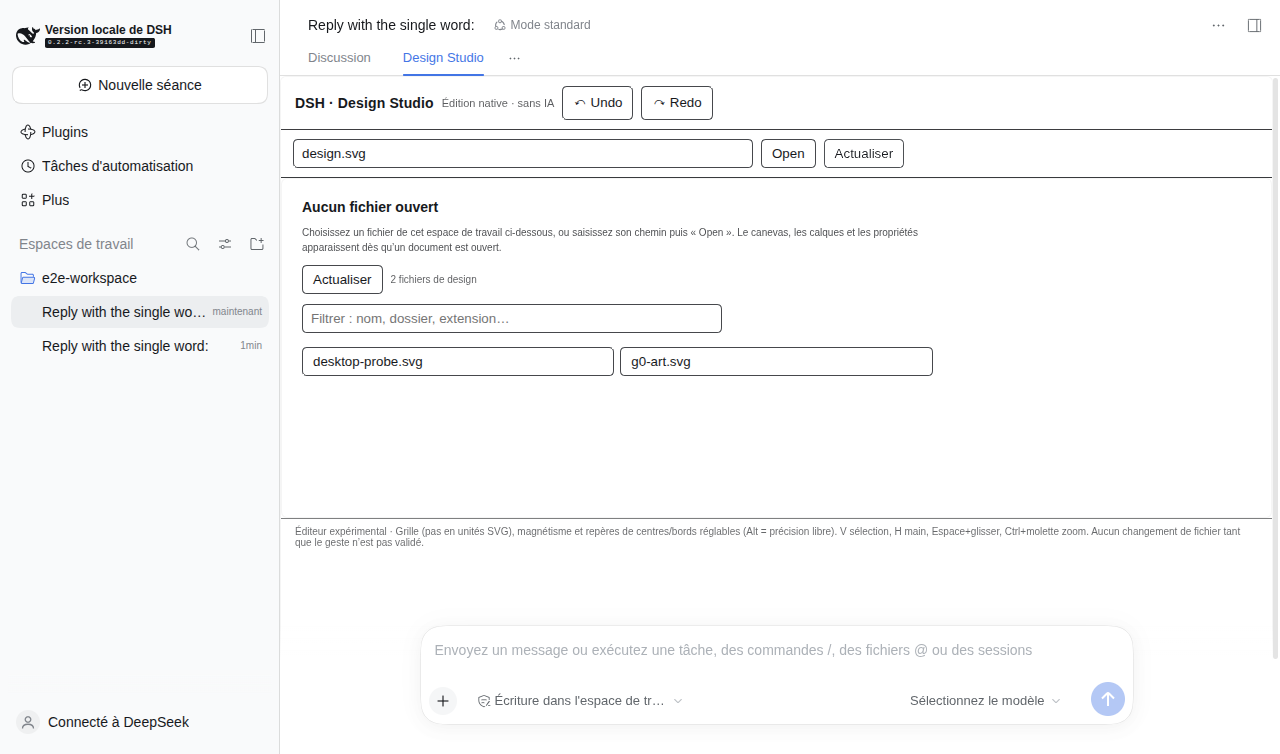 Version locale de DSH
0.2.2-rc.3-39163dd-dirty
Nouvelle séance
Plugins
Tâches d'automatisation
Plus
Espaces de travail
e2e-workspace
Reply with the single wo… maintenant
Reply with the single word: 1min
Connecté à DeepSeek
Reply with the single word: Mode standard
Discussion Design Studio ···
DSH · Design Studio Édition native · sans IA Undo Redo
design.svg Open Actualiser
Aucun fichier ouvert
Choisissez un fichier de cet espace de travail ci-dessous, ou saisissez son chemin puis « Open ». Le canevas, les calques et les propriétés
apparaissent dès qu'un document est ouvert.
Actualiser 2 fichiers de design
Filtrer : nom, dossier, extension…
desktop-probe.svg g0-art.svg
Éditeur expérimental · Grille (pas en unités SVG), magnétisme et repères de centres/bords réglables (Alt = précision libre). V sélection, H main, Espace+glisser, Ctrl+molette zoom. Aucun changement de fichier tant
que le geste n'est pas validé.
Envoyez un message ou exécutez une tâche, des commandes /, des fichiers @ ou des sessions
Écriture dans l'espace de tr… Sélectionnez le modèle